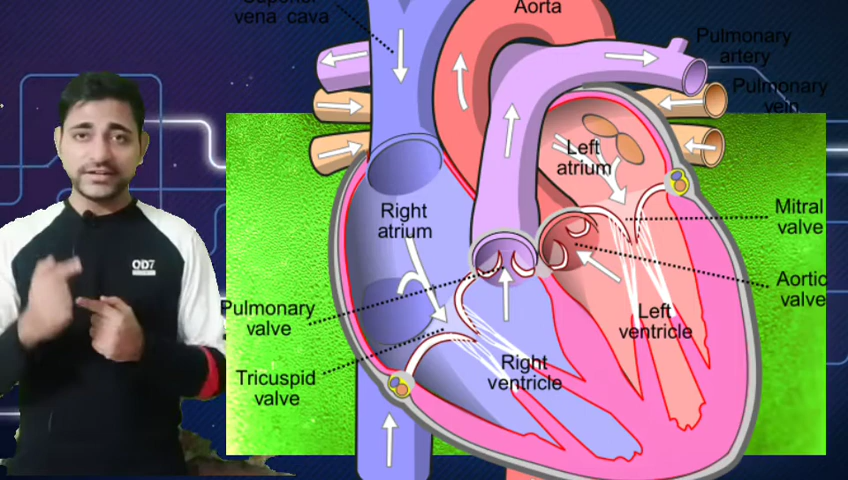 Superior
vena cava
Aorta
Pulmonary
artery
Pulmonary
vein
Left
atrium
Right
atrium
Mitral
valve
Aortic
valve
Pulmonary
valve
Left
ventricle
Right
ventricle
Tricuspid
valve
OD7